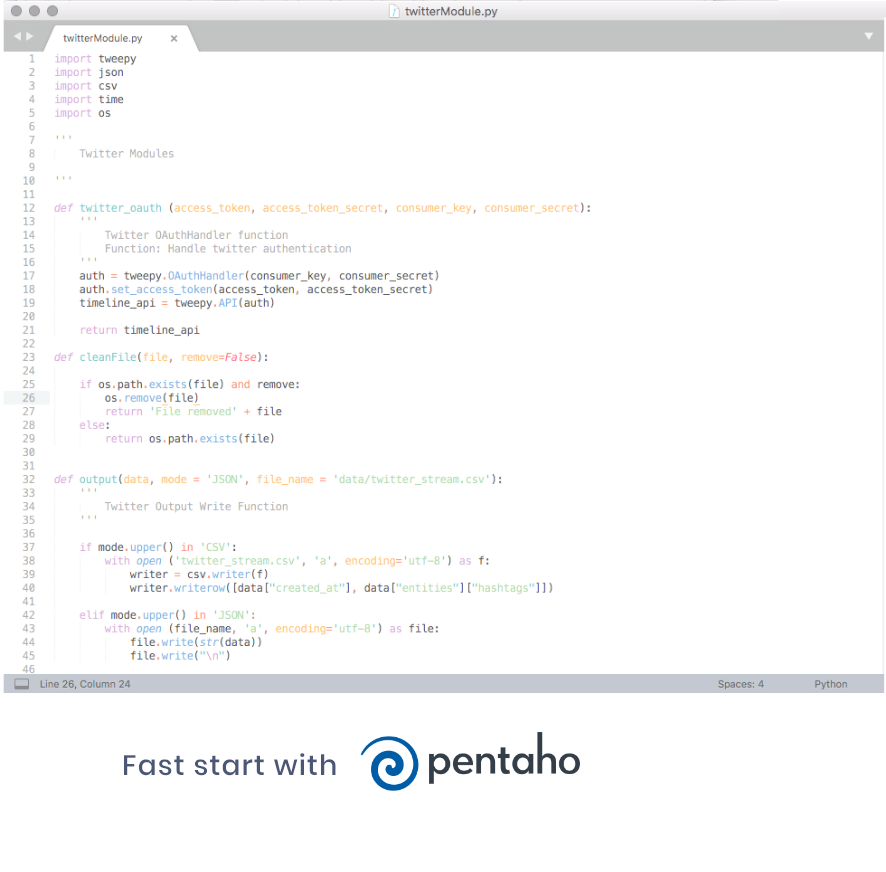 twitterModule.py
twitterModule.py ×
1 import tweepy
2 import json
3 import csv
4 import time
5 import os
6
7 '''
8     Twitter Modules
9
10 '''
11
12 def twitter_oauth (access_token, access_token_secret, consumer_key, consumer_secret):
13     '''
14         Twitter OAuthHandler function
15         Function: Handle twitter authentication
16     '''
17     auth = tweepy.OAuthHandler(consumer_key, consumer_secret)
18     auth.set_access_token(access_token, access_token_secret)
19     timeline_api = tweepy.API(auth)
20
21     return timeline_api
22
23 def cleanFile(file, remove=False):
24
25     if os.path.exists(file) and remove:
26         os.remove(file)
27         return 'File removed' + file
28     else:
29         return os.path.exists(file)
30
31
32 def output(data, mode = 'JSON', file_name = 'data/twitter_stream.csv'):
33     '''
34         Twitter Output Write Function
35     '''
36
37     if mode.upper() in 'CSV':
38         with open ('twitter_stream.csv', 'a', encoding='utf-8') as f:
39             writer = csv.writer(f)
40             writer.writerow([data["created_at"], data["entities"]["hashtags"]])
41
42     elif mode.upper() in 'JSON':
43         with open (file_name, 'a', encoding='utf-8') as file:
44             file.write(str(data))
45             file.write("\n")
46
Line 26, Column 24 Spaces: 4 Python
Fast start with pentaho